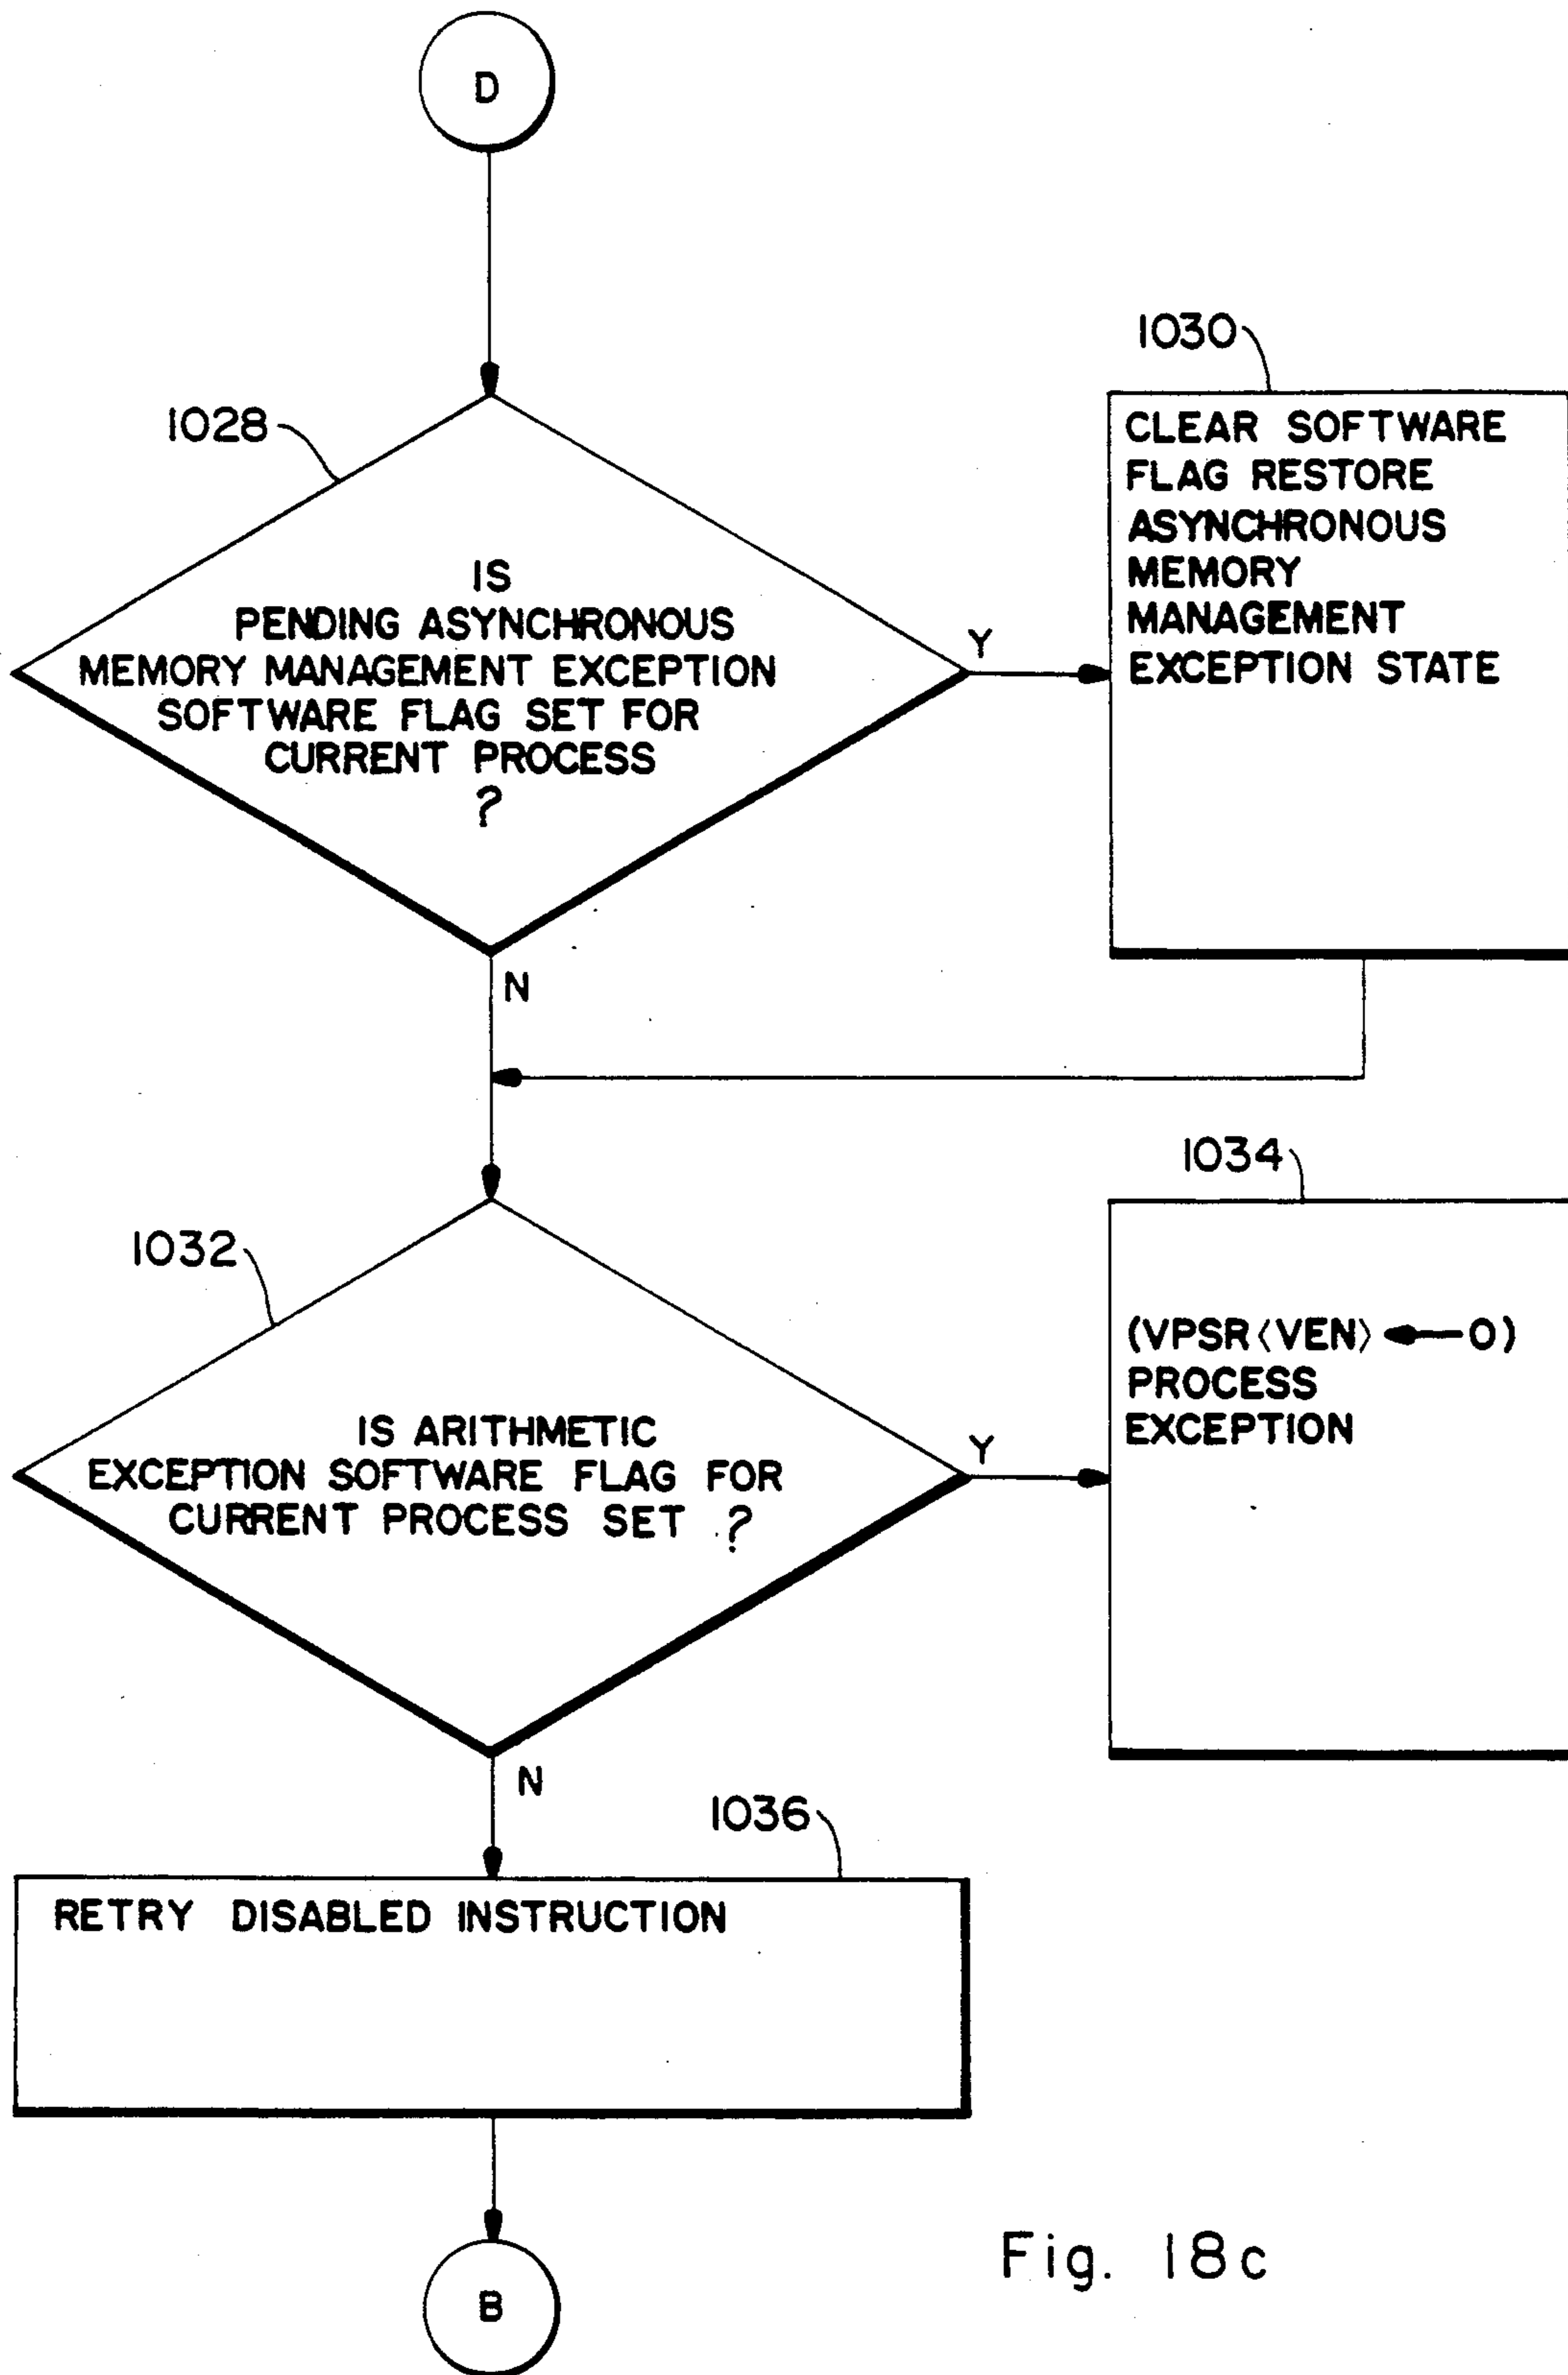 D
1028
IS
PENDING ASYNCHRONOUS
MEMORY MANAGEMENT EXCEPTION
SOFTWARE FLAG SET FOR
CURRENT PROCESS
?
Y
N
1030
CLEAR SOFTWARE
FLAG RESTORE
ASYNCHRONOUS
MEMORY
MANAGEMENT
EXCEPTION STATE
1032
IS ARITHMETIC
EXCEPTION SOFTWARE FLAG FOR
CURRENT PROCESS SET ?
Y
N
1034
(VPSR〈VEN〉←0)
PROCESS
EXCEPTION
1036
RETRY DISABLED INSTRUCTION
B
Fig. 18c